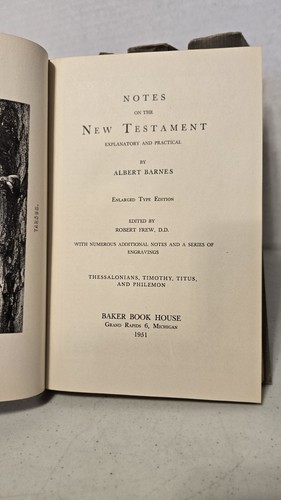 NOTES
ON THE
NEW TESTAMENT
EXPLANATORY AND PRACTICAL
BY
ALBERT BARNES
ENLARGED TYPE EDITION
EDITED BY
ROBERT FREW, D.D.
WITH NUMEROUS ADDITIONAL NOTES AND A SERIES OF
ENGRAVINGS
THESSALONIANS, TIMOTHY, TITUS,
AND PHILEMON
BAKER BOOK HOUSE
GRAND RAPIDS 6, MICHIGAN
1951